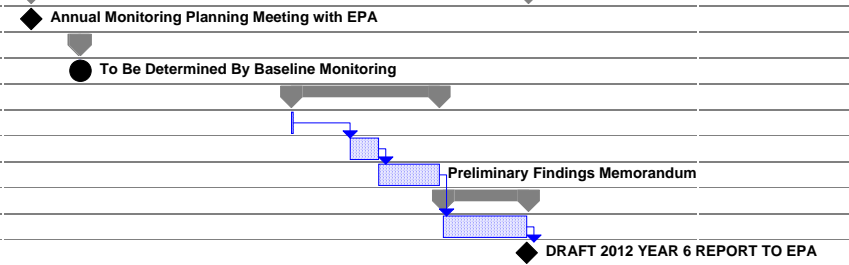 Annual Monitoring Planning Meeting with EPA
To Be Determined By Baseline Monitoring
Preliminary Findings Memorandum
DRAFT 2012 YEAR 6 REPORT TO EPA